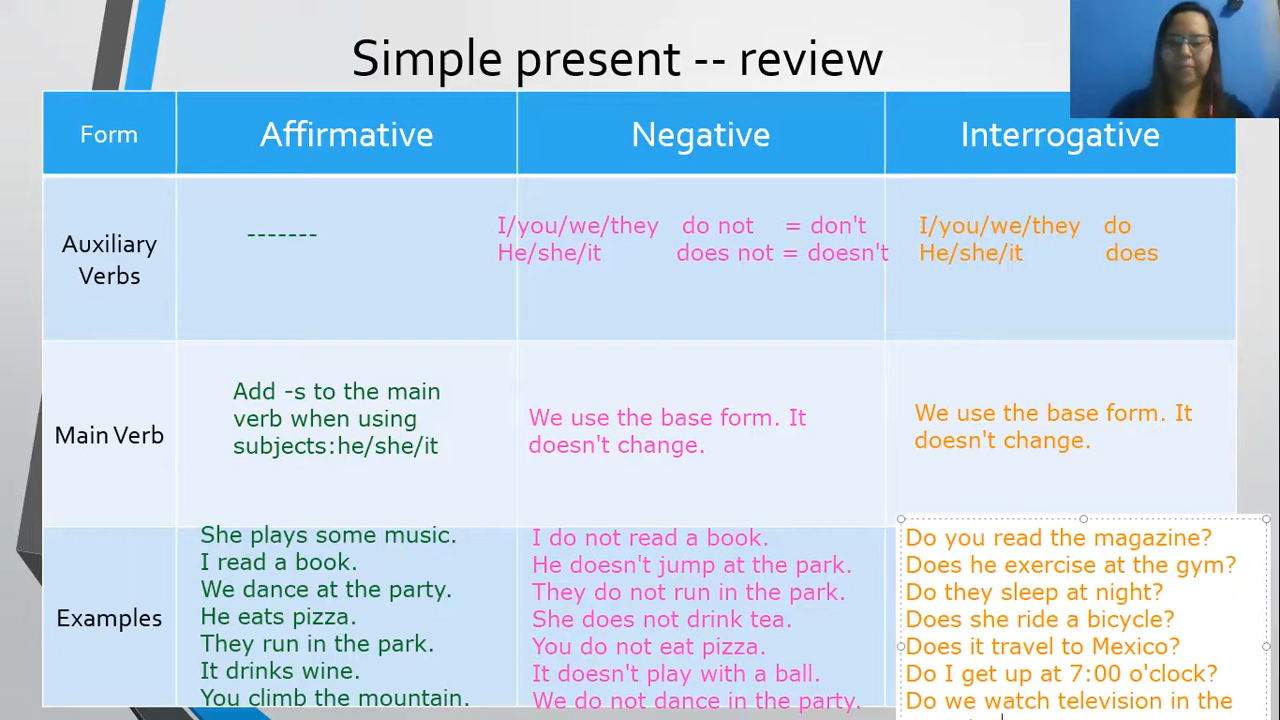 Simple present -- review
Form
Affirmative
Negative
Interrogative
Auxiliary
Verbs
-------
I/you/we/they do not = don't
He/she/it does not = doesn't
I/you/we/they do
He/she/it does
Main Verb
Add -s to the main
verb when using
subjects:he/she/it
We use the base form. It
doesn't change.
We use the base form. It
doesn't change.
Examples
She plays some music.
I read a book.
We dance at the party.
He eats pizza.
They run in the park.
It drinks wine.
You climb the mountain.
I do not read a book.
He doesn't jump at the park.
They do not run in the park.
She does not drink tea.
You do not eat pizza.
It doesn't play with a ball.
We do not dance in the party.
Do you read the magazine?
Does he exercise at the gym?
Do they sleep at night?
Does she ride a bicycle?
Does it travel to Mexico?
Do I get up at 7:00 o'clock?
Do we watch television in the